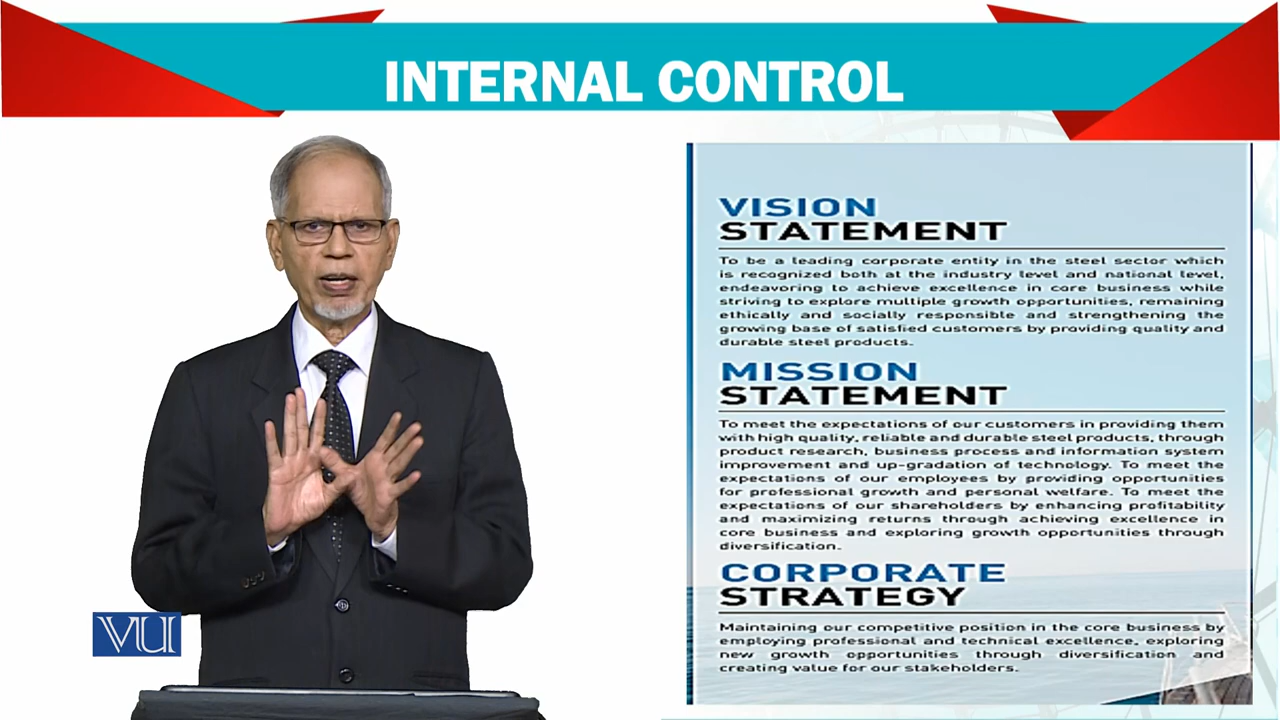 INTERNAL CONTROL
VISION
STATEMENT
To be a leading corporate entity in the steel sector which
is recognized both at the industry level and national level,
endeavoring to achieve excellence in core business while
striving to explore multiple growth opportunities, remaining
ethically and socially responsible and strengthening the
growing base of satisfied customers by providing quality and
durable steel products.
MISSION
STATEMENT
To meet the expectations of our customers in providing them
with high quality, reliable and durable steel products, through
product research, business process and information system
improvement and up-gradation of technology. To meet the
expectations of our employees by providing opportunities
for professional growth and personal welfare. To meet the
expectations of our shareholders by enhancing profitability
and maximizing returns through achieving excellence in
core business and exploring growth opportunities through
diversification.
CORPORATE
STRATEGY
Maintaining our competitive position in the core business by
employing professional and technical excellence, exploring
new growth opportunities through diversification and
creating value for our stakeholders.
VU